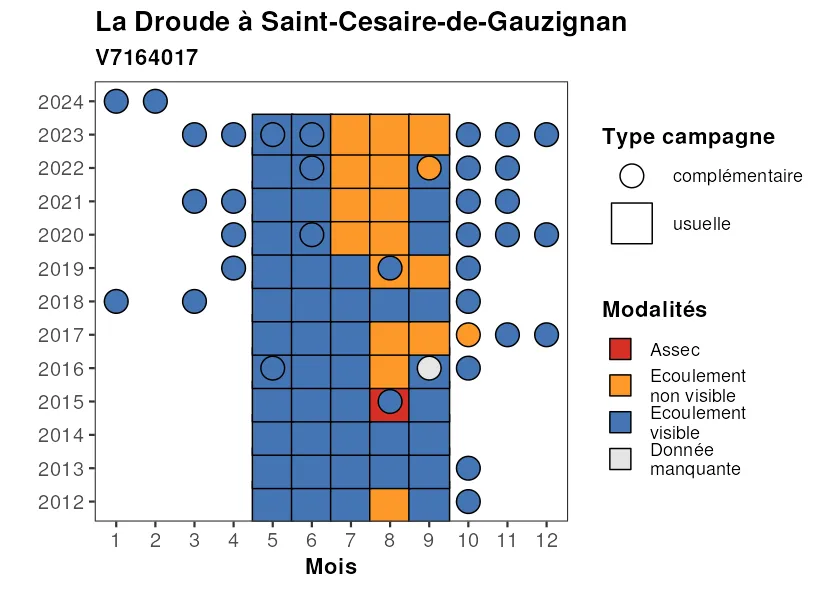 La Droude à Saint-Cesaire-de-Gauzignan
V7164017
2024
2023
2022
2021
2020
2019
2018
2017
2016
2015
2014
2013
2012
1 2 3 4 5 6 7 8 9 10 11 12
Mois
Type campagne
complémentaire
usuelle
Modalités
Assec
Ecoulement
non visible
Ecoulement
visible
Donnée
manquante